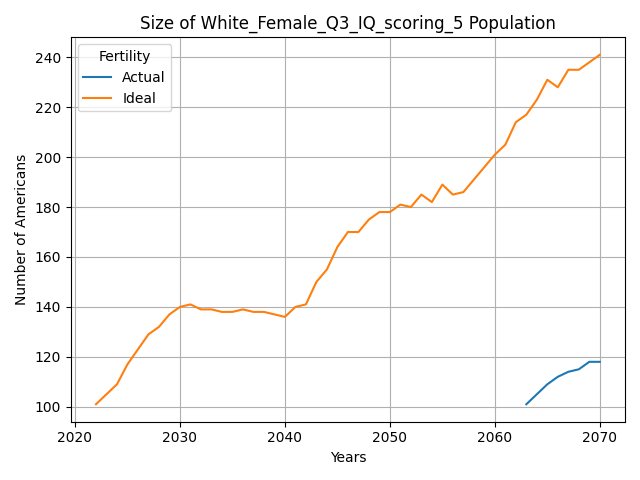 Size of White_Female_Q3_IQ_scoring_5 Population
Fertility
Actual
Ideal
Number of Americans
240
220
200
180
160
140
120
100
2020 2030 2040 2050 2060 2070
Years